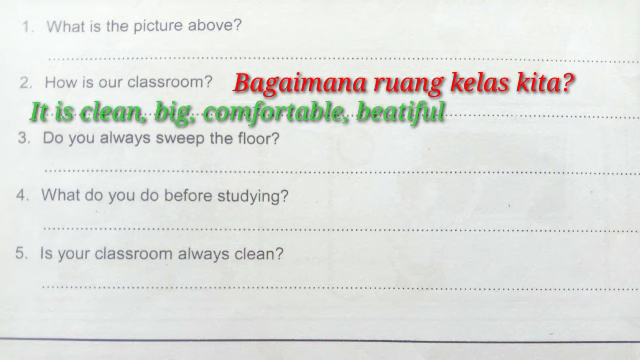 1. What is the picture above?
2. How is our classroom? Bagaimana ruang kelas kita?
It is clean, big, comfortable, beatiful
3. Do you always sweep the floor?
4. What do you do before studying?
5. Is your classroom always clean?